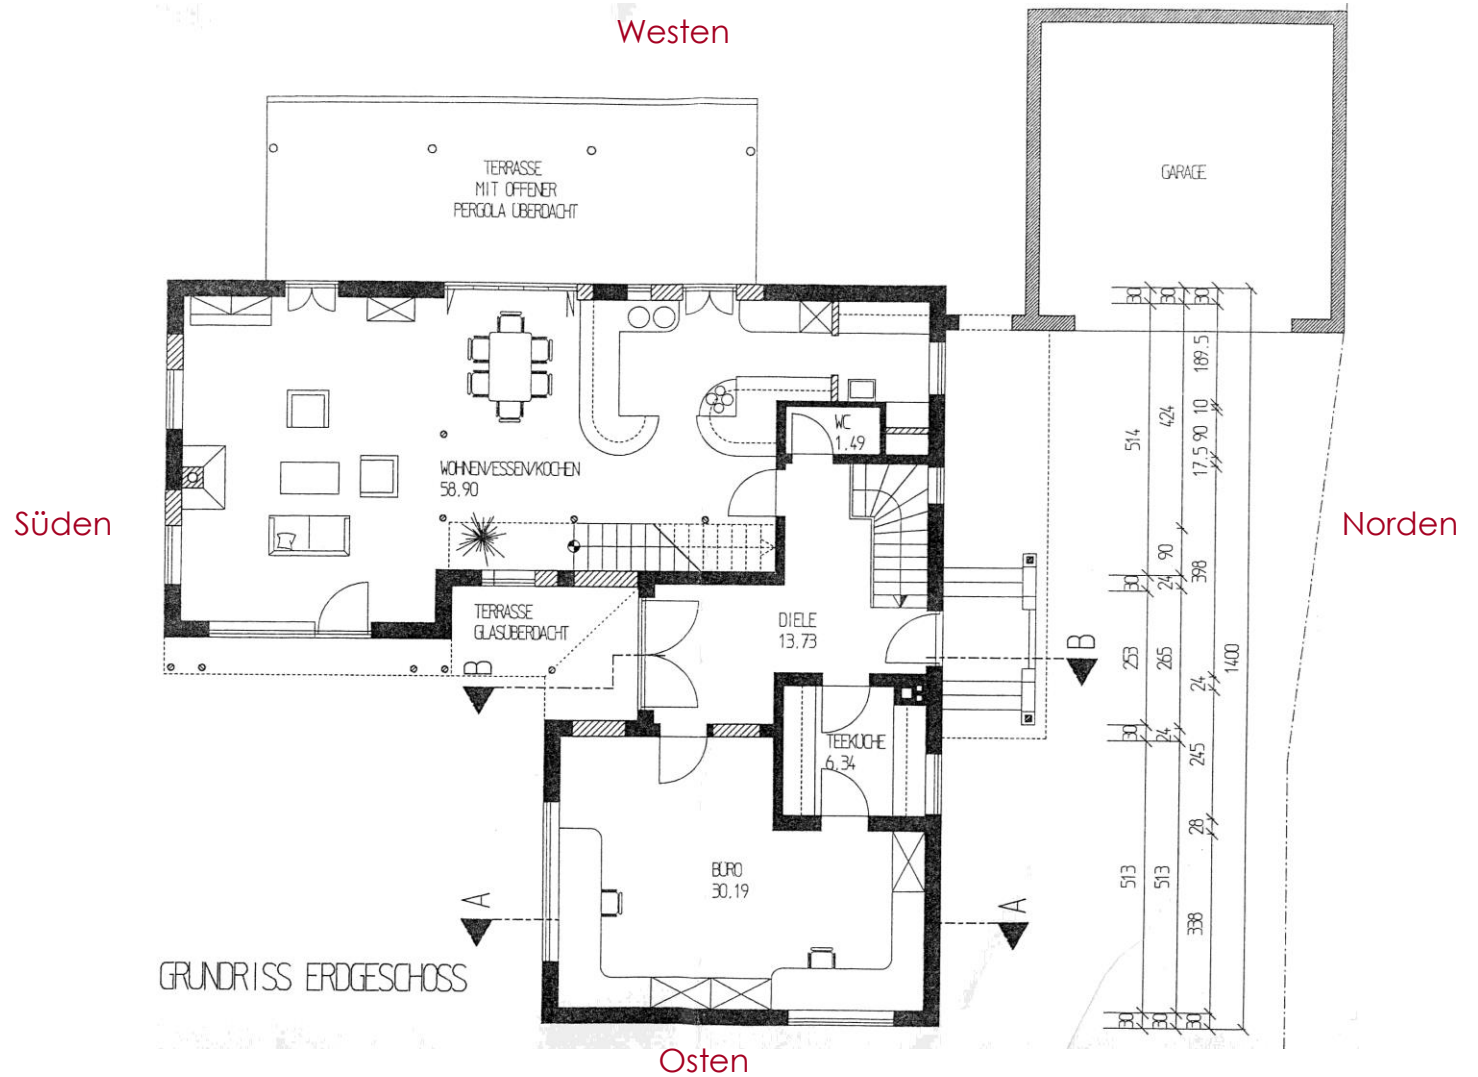 Westen
GARAGE
TERRASSE
MIT OFFENER
PERGOLA ÜBERDACHT
30
30
30
189.5
WC
1.49
10
424
90
514
17.5
WOHNEN/ESSEN/KOCHEN
58.90
Süden
Norden
90
398
30
24
TERRASSE
GLASÜBERDACHT
DIELE
13.73
B
B
253
265
1400
24
30
24
TEEKÜCHE
6.34
245
28
BÜRO
30.19
513
513
A
A
338
GRUNDRISS ERDGESCHOSS
30
30
30
Osten